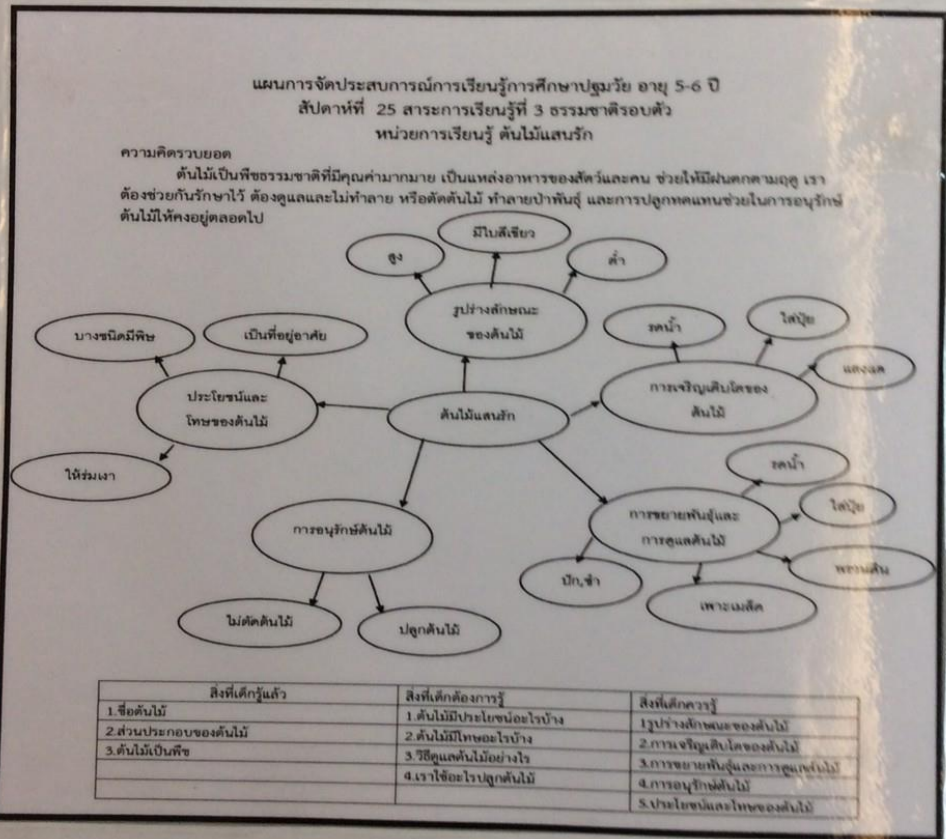 แผนการจัดประสบการณ์การเรียนรู้การศึกษาปฐมวัย อายุ 5-6 ปี
สัปดาห์ที่ 25 สาระการเรียนรู้ที่ 3 ธรรมชาติรอบตัว
หน่วยการเรียนรู้ ต้นไม้แสนรัก
ความคิดรวบยอด
ต้นไม้เป็นพืชธรรมชาติที่มีคุณค่ามากมาย เป็นแหล่งอาหารของสัตว์และคน ช่วยให้มีฝนตกตามฤดู เรา
ต้องช่วยกันรักษาไว้ ต้องดูแลและไม่ทำลาย หรือตัดต้นไม้ ทำลายป่าพันธุ์ และการปลูกทดแทนช่วยในการอนุรักษ์
ต้นไม้ให้คงอยู่ตลอดไป
มีใบสีเขียว
สูง
ต่ำ
รูปร่างลักษณะ
ของต้นไม้
บางชนิดมีพิษ
เป็นที่อยู่อาศัย
รดน้ำ
ใส่ปุ๋ย
แสงแดด
ประโยชน์และ
โทษของต้นไม้
ต้นไม้แสนรัก
การเจริญเติบโตของ
ต้นไม้
ให้ร่มเงา
การอนุรักษ์ต้นไม้
การขยายพันธุ์และ
การดูแลต้นไม้
รดน้ำ
ใส่ปุ๋ย
พรวนดิน
ปัก,ชำ
เพาะเมล็ด
ไม่ตัดต้นไม้
ปลูกต้นไม้
สิ่งที่เด็กรู้แล้ว
สิ่งที่เด็กต้องการรู้
สิ่งที่เด็กควรรู้
1.ชื่อต้นไม้
1.ต้นไม้มีประโยชน์อะไรบ้าง
1รูปร่างลักษณะของต้นไม้
2.ส่วนประกอบของต้นไม้
2.ต้นไม้มีโทษอะไรบ้าง
2.การเจริญเติบโตของต้นไม้
3.ต้นไม้เป็นพืช
3.วิธีดูแลต้นไม้อย่างไร
3.การขยายพันธุ์และการดูแลต้นไม้
4.เราใช้อะไรปลูกต้นไม้
4.การอนุรักษ์ต้นไม้
5.ประโยชน์และโทษของต้นไม้